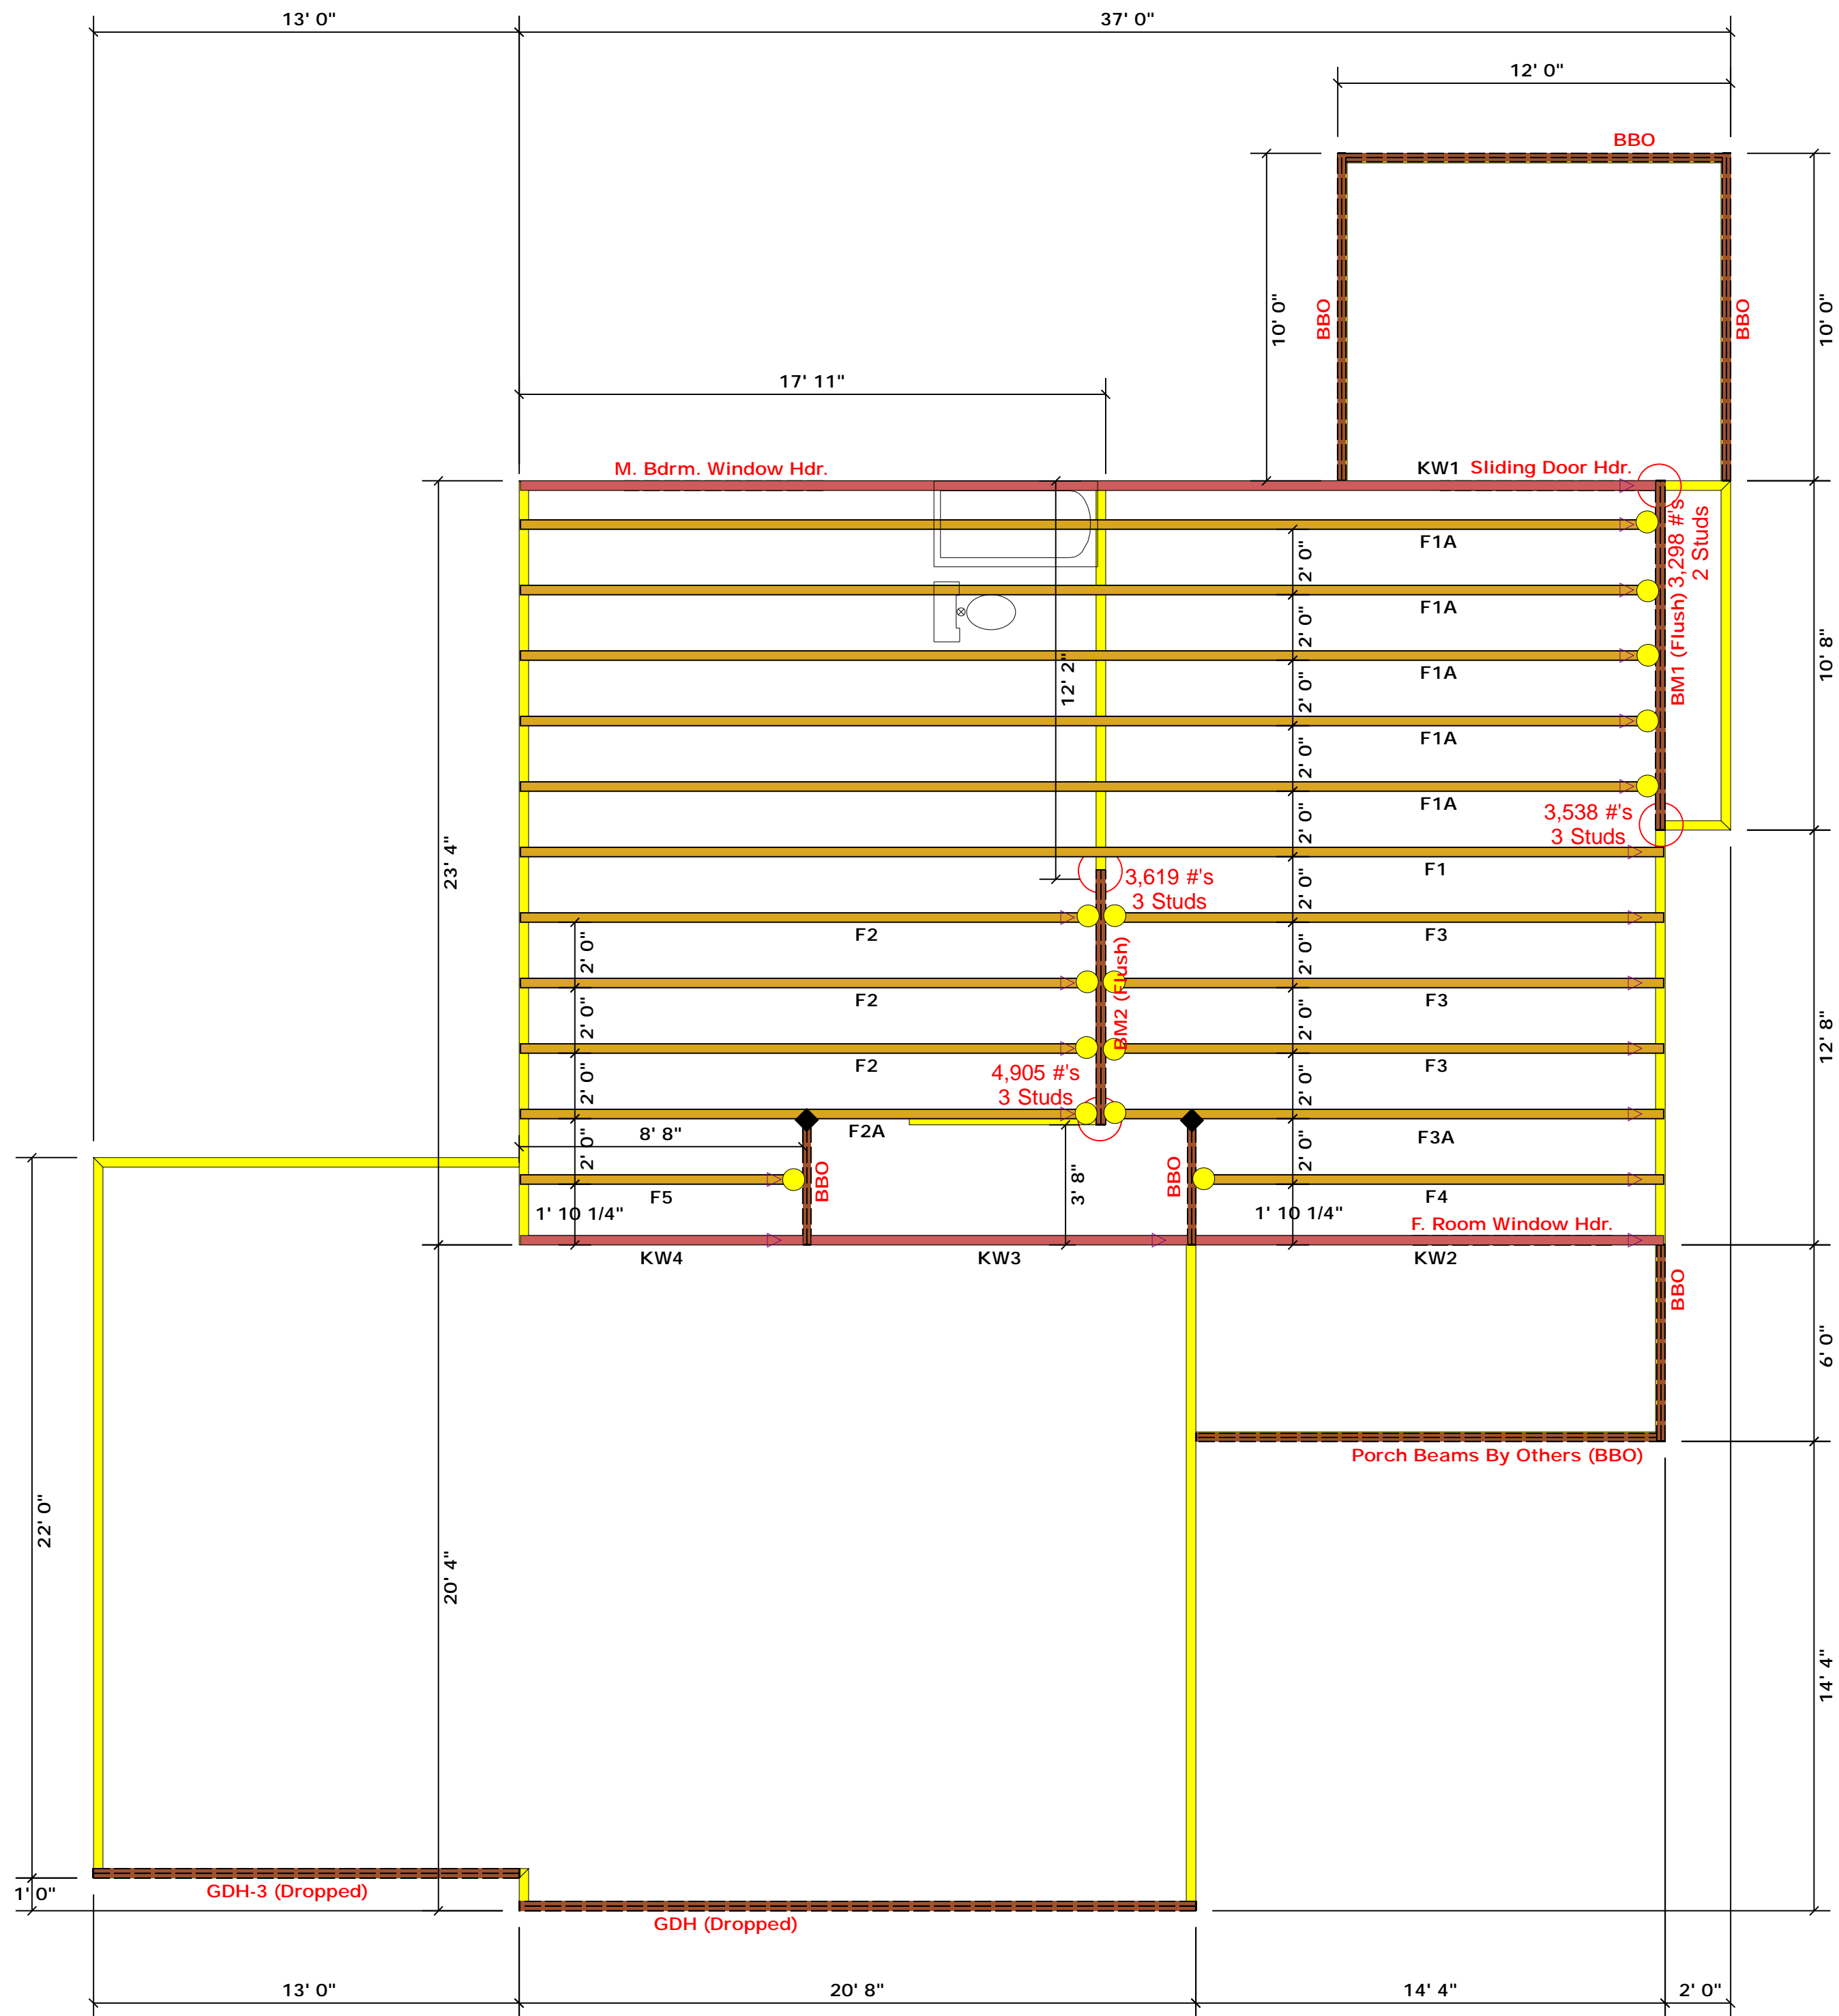 13' 0"
37' 0"
12' 0"
BBO
10' 0"
BBO
BBO
10' 0"
17' 11"
M. Bdrm. Window Hdr.
KW1
Sliding Door Hdr.
3,298 #'s
2 Studs
F1A
2' 0"
F1A
2' 0"
BM1 (Flush)
10' 8"
12' 2"
F1A
2' 0"
F1A
2' 0"
F1A
2' 0"
3,538 #'s
3 Studs
23' 4"
F1
3,619 #'s
3 Studs
2' 0"
F2
F3
2' 0"
2' 0"
BM2 (Flush)
F2
F3
2' 0"
2' 0"
12' 8"
F2
F3
4,905 #'s
3 Studs
2' 0"
2' 0"
F2A
F3A
8' 8"
2' 0"
BBO
3' 8"
BBO
2' 0"
F5
F4
1' 10 1/4"
1' 10 1/4"
F. Room Window Hdr.
KW4
KW3
KW2
BBO
6' 0"
Porch Beams By Others (BBO)
22' 0"
20' 4"
14' 4"
1' 0"
GDH-3 (Dropped)
GDH (Dropped)
13' 0"
20' 8"
14' 4"
2' 0"